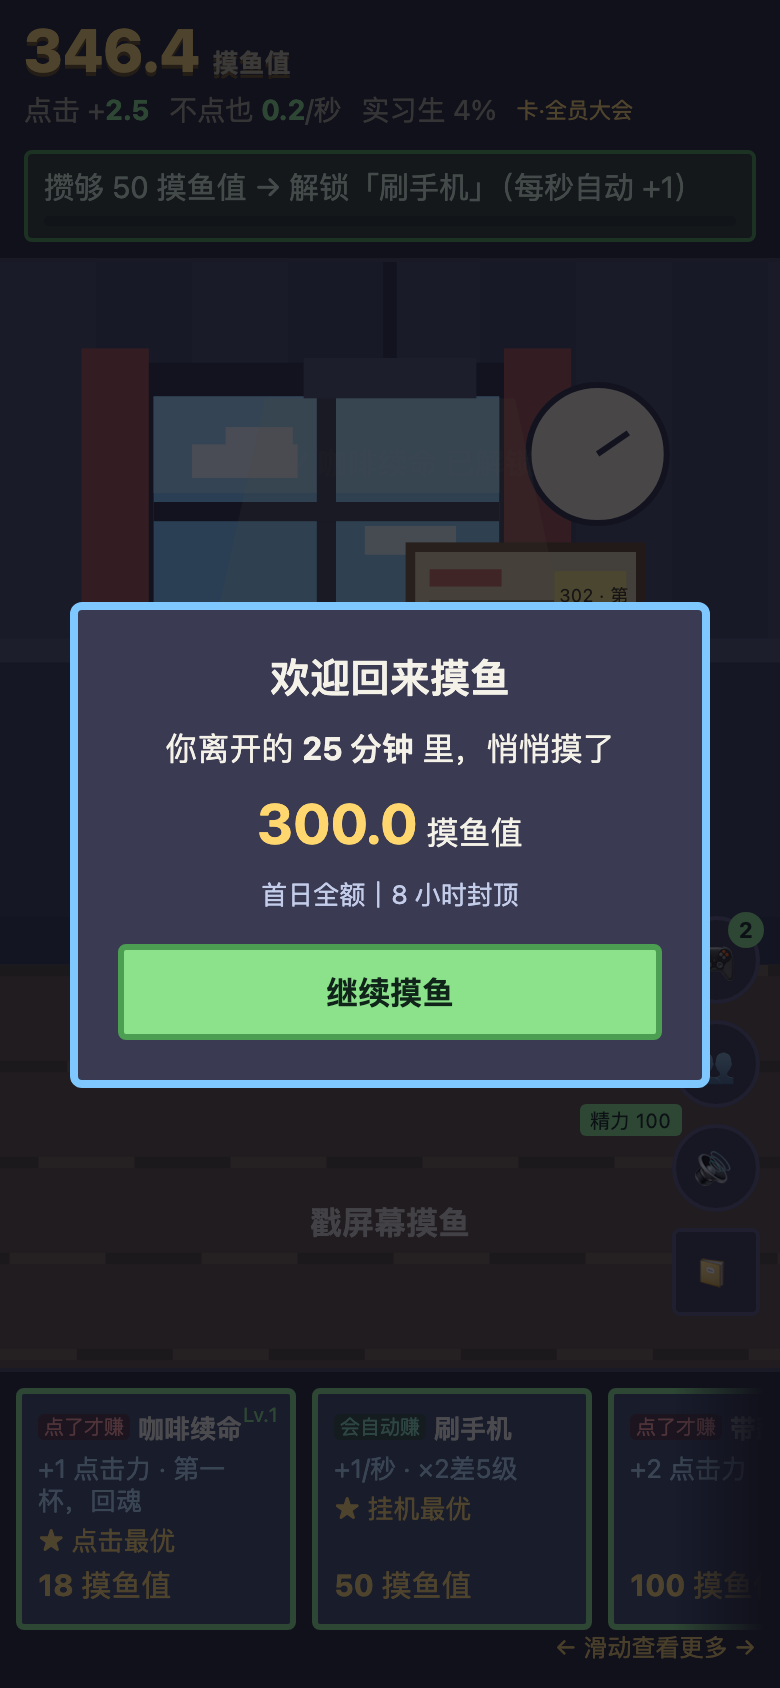 346.4 摸鱼值
点击 +2.5 不点也 0.2/秒 实习生 4% 卡·全员大会
攒够 50 摸鱼值 → 解锁「刷手机」（每秒自动 +1）
302 · 第
欢迎回来摸鱼
你离开的 25 分钟 里，悄悄摸了
300.0 摸鱼值
首日全额 | 8 小时封顶
继续摸鱼
2
精力 100
戳屏幕摸鱼
点了才赚 咖啡续命 Lv.1
+1 点击力 · 第一
杯，回魂
★ 点击最优
18 摸鱼值
会自动赚 刷手机
+1/秒 · ×2差5级
★ 挂机最优
50 摸鱼值
点了才赚 带
+2 点击力
100 摸鱼
← 滑动查看更多 →